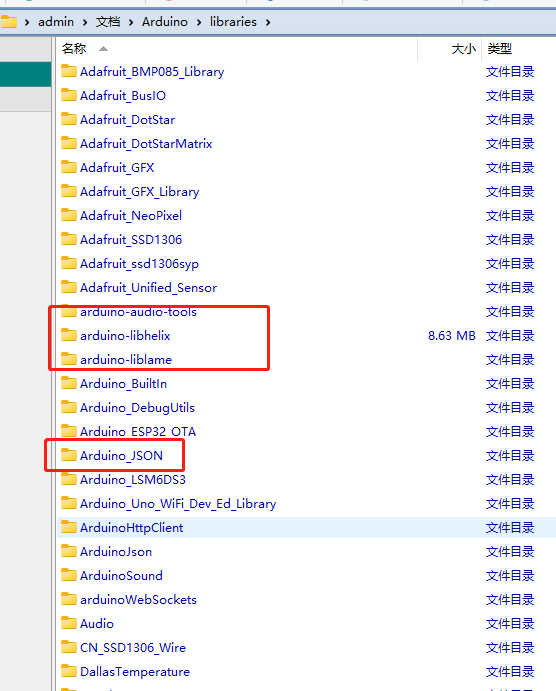 admin > 文档 > Arduino > libraries >
名称 大小 类型
Adafruit_BMP085_Library 文件目录
Adafruit_BusIO 文件目录
Adafruit_DotStar 文件目录
Adafruit_DotStarMatrix 文件目录
Adafruit_GFX 文件目录
Adafruit_GFX_Library 文件目录
Adafruit_NeoPixel 文件目录
Adafruit_SSD1306 文件目录
Adafruit_ssd1306syp 文件目录
Adafruit_Unified_Sensor 文件目录
arduino-audio-tools 文件目录
arduino-libhelix 8.63 MB 文件目录
arduino-liblame 文件目录
Arduino_BuiltIn 文件目录
Arduino_DebugUtils 文件目录
Arduino_ESP32_OTA 文件目录
Arduino_JSON 文件目录
Arduino_LSM6DS3 文件目录
Arduino_Uno_WiFi_Dev_Ed_Library 文件目录
ArduinoHttpClient 文件目录
ArduinoJson 文件目录
ArduinoSound 文件目录
arduinoWebSockets 文件目录
Audio 文件目录
CN_SSD1306_Wire 文件目录
DallasTemperature 文件目录